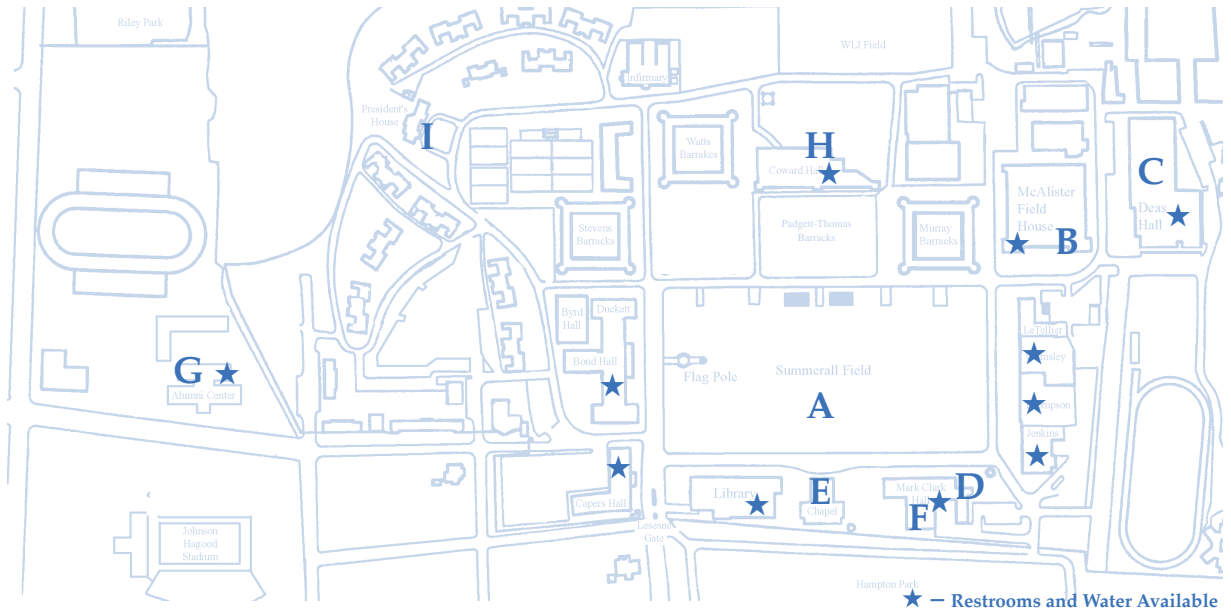 Riley Park
WLI Field
Infirmary
President's
House
I
Watts
Barrakcs
H
Coward Hall
McAlister
Field
House
B
C
Deas
Hall
Stevens
Barracks
Padgett-Thomas
Barracks
Murray
Barracks
Byrd
Hall
Duckett
Bond Hall
Flag Pole
Summerall Field
A
LeTellier
Jenkins
G
Alumni Center
Capers Hall
Library
E
Chapel
Mark Clark
Hall
D
F
Lesesne
Gate
Johnson
Hagood
Stadium
Hampton Park
★ – Restrooms and Water Available